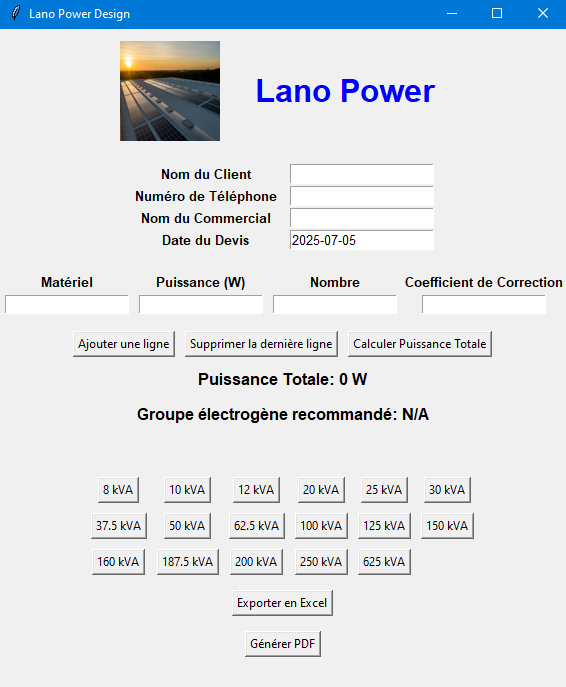 Lano Power Design
Lano Power
Nom du Client
Numéro de Téléphone
Nom du Commercial
Date du Devis 2025-07-05
Matériel Puissance (W) Nombre Coefficient de Correction
Ajouter une ligne Supprimer la dernière ligne Calculer Puissance Totale
Puissance Totale: 0 W
Groupe électrogène recommandé: N/A
8 kVA 10 kVA 12 kVA 20 kVA 25 kVA 30 kVA
37.5 kVA 50 kVA 62.5 kVA 100 kVA 125 kVA 150 kVA
160 kVA 187.5 kVA 200 kVA 250 kVA 625 kVA
Exporter en Excel
Générer PDF